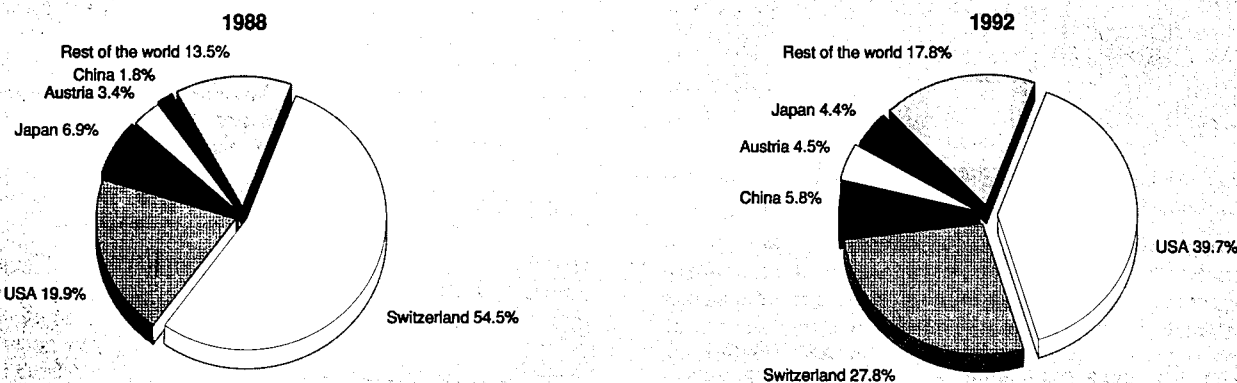 1988
Rest of the world 13.5%
China 1.8%
Austria 3.4%
Japan 6.9%
USA 19.9%
Switzerland 54.5%
1992
Rest of the world 17.8%
Japan 4.4%
Austria 4.5%
China 5.8%
USA 39.7%
Switzerland 27.8%